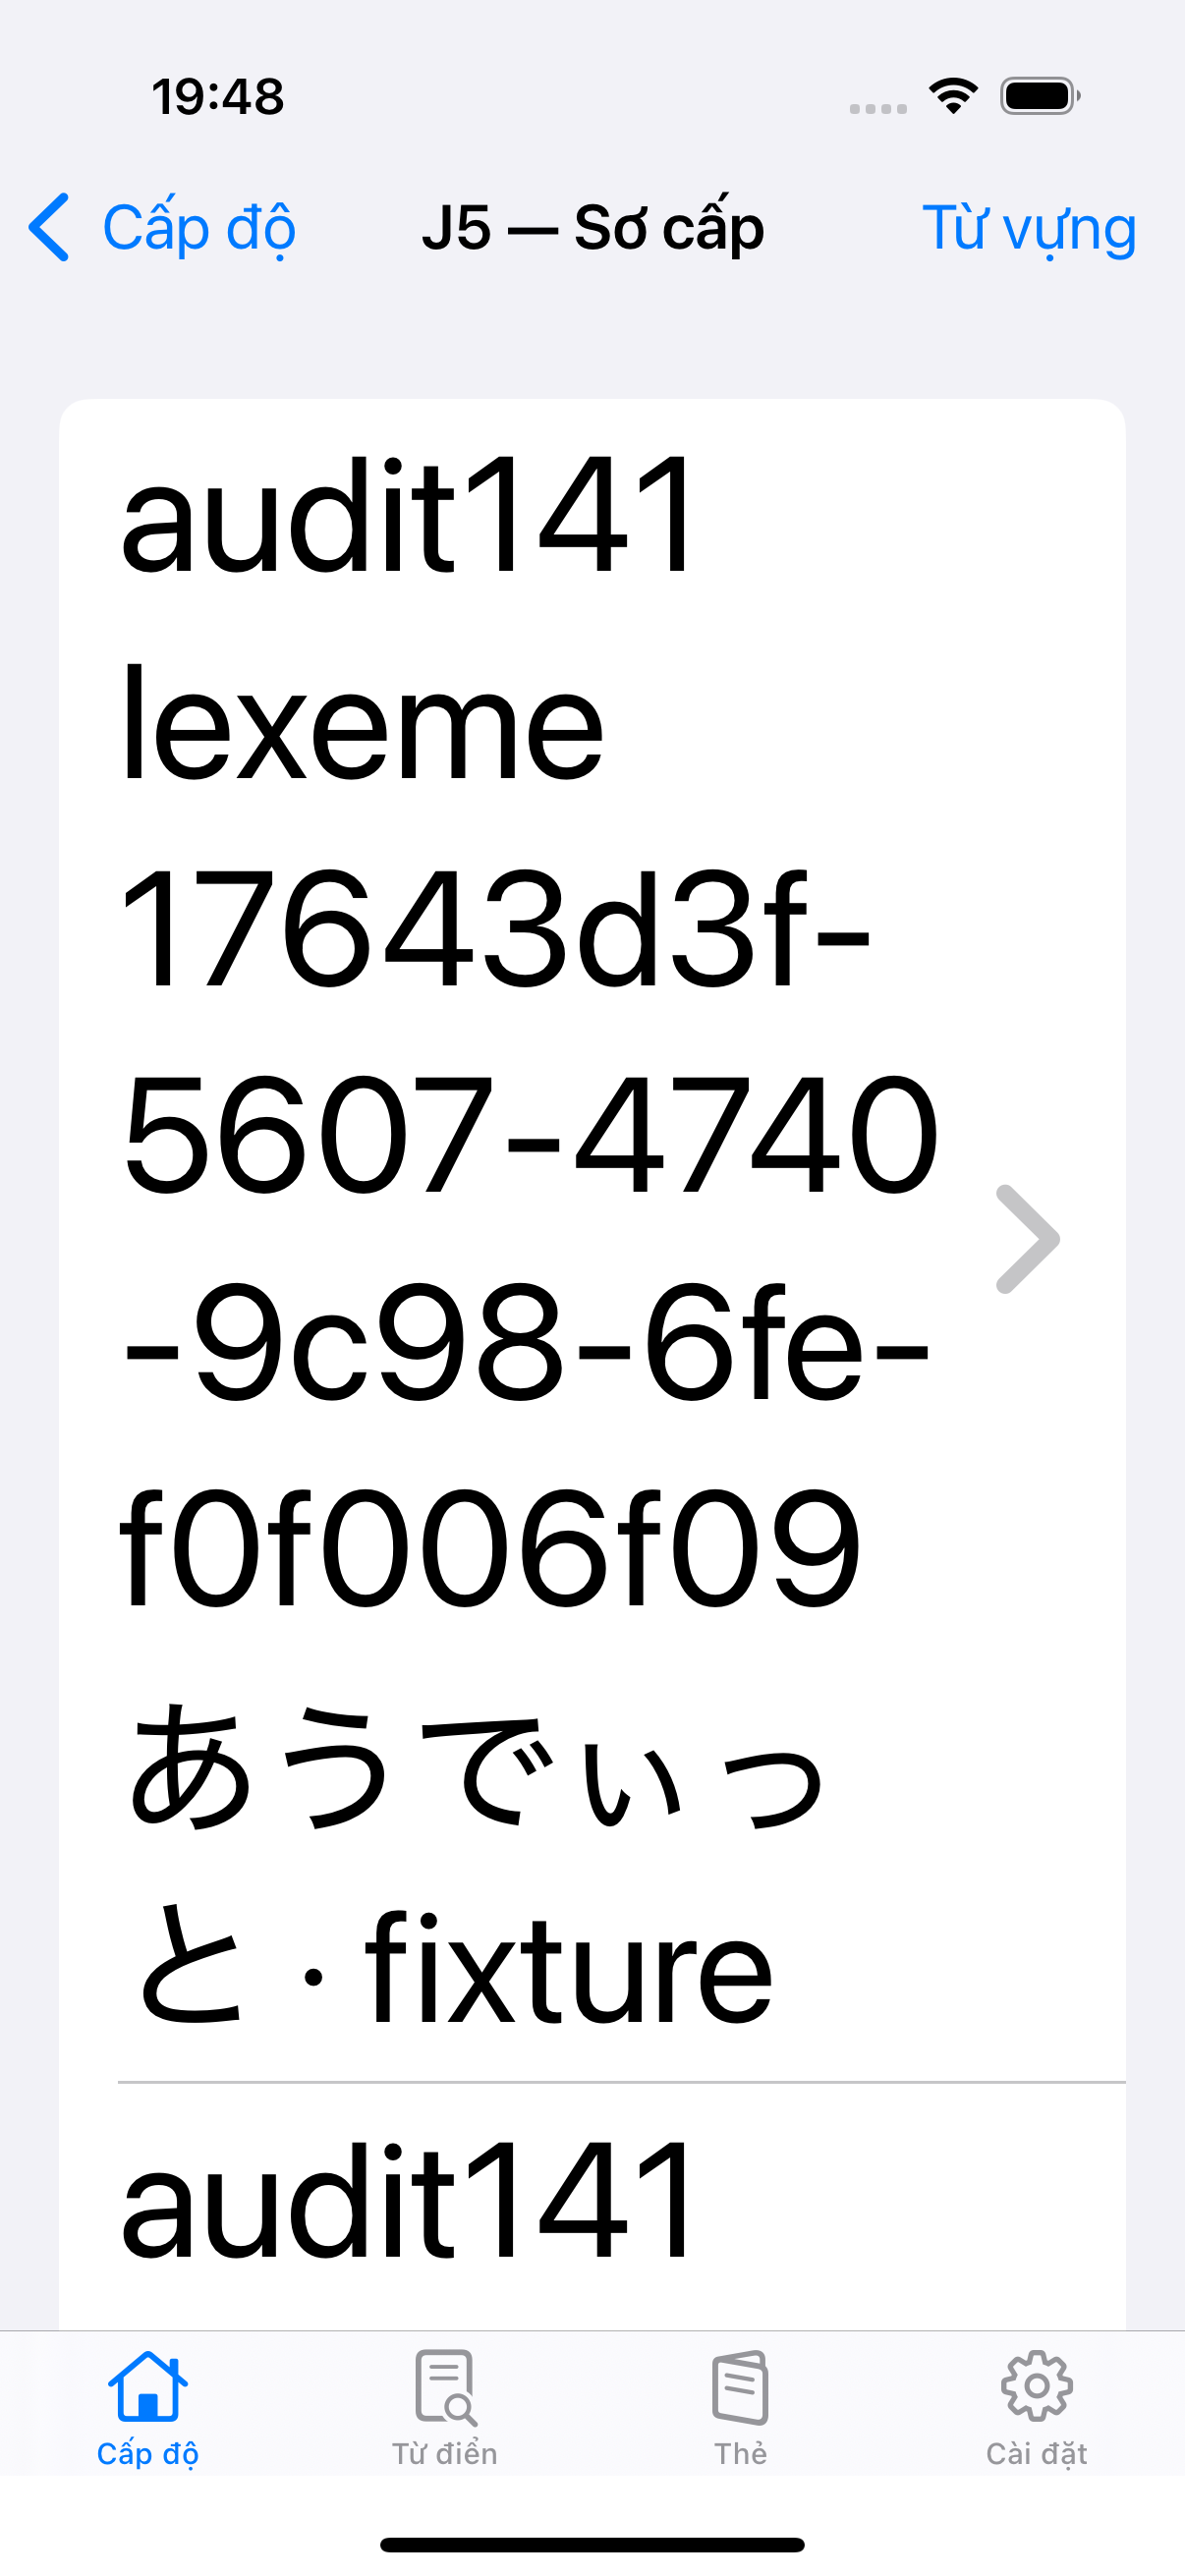 19:48
Cấp độ
J5 — Sơ cấp
Từ vựng
audit141
lexeme
17643d3f-
5607-4740
-9c98-6fe-
f0f006f09
あうでぃっ
と · fixture
audit141
Cấp độ
Từ điển
Thẻ
Cài đặt